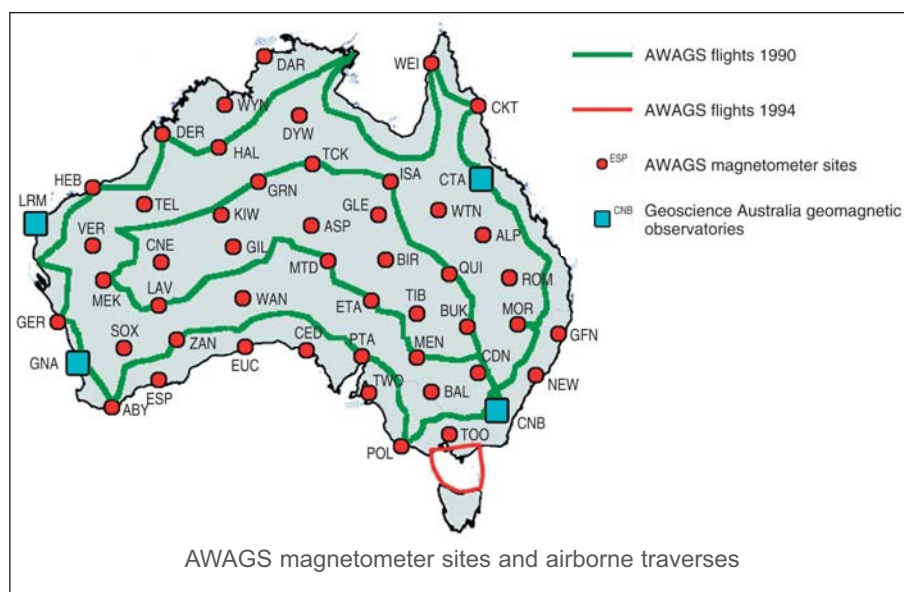 DAR
WEI
AWAGS flights 1990
WYN
CKT
AWAGS flights 1994
DYW
DER
HAL
TCK
ISA
CTA
ESP
AWAGS magnetometer sites
HEB
GRN
LRM
TEL
KIW
GLE
WTN
CNB
Geoscience Australia geomagnetic
observatories
VER
CNE
GIL
ASP
ALP
MTD
BIR
QUI
ROM
MEK
LAV
WAN
ETA
TIB
BUK
MOR
GER
SOX
ZAN
CED
PTA
MEN
CDN
GFN
GNA
EUC
NEW
ESP
TWO
BAL
ABY
CNB
POL
TOO
AWAGS magnetometer sites and airborne traverses